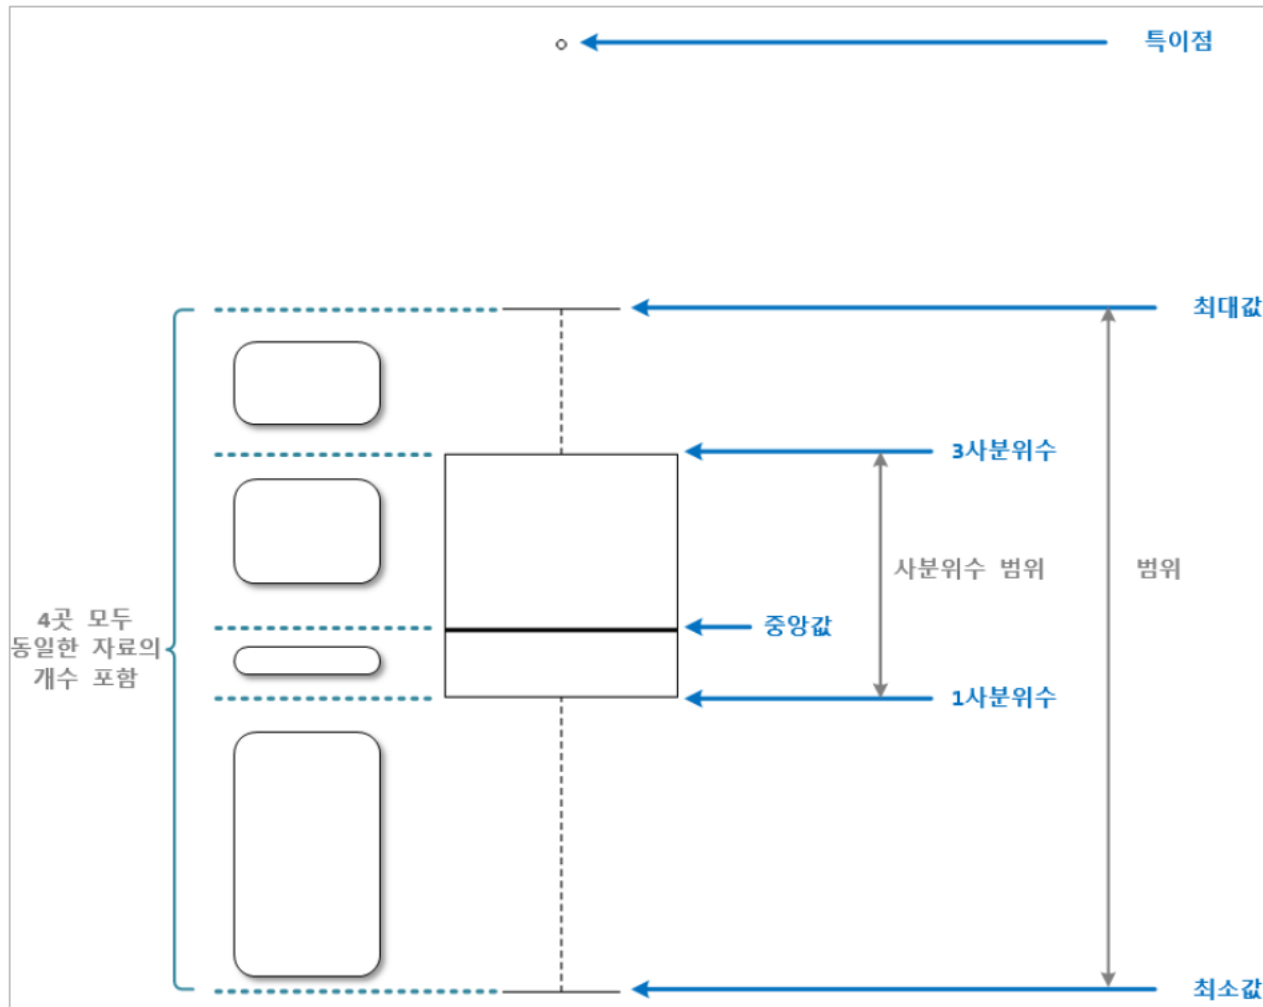 특이점
최대값
3사분위수
사분위수 범위
범위
4곳 모두
동일한 자료의
개수 포함
중앙값
1사분위수
최소값